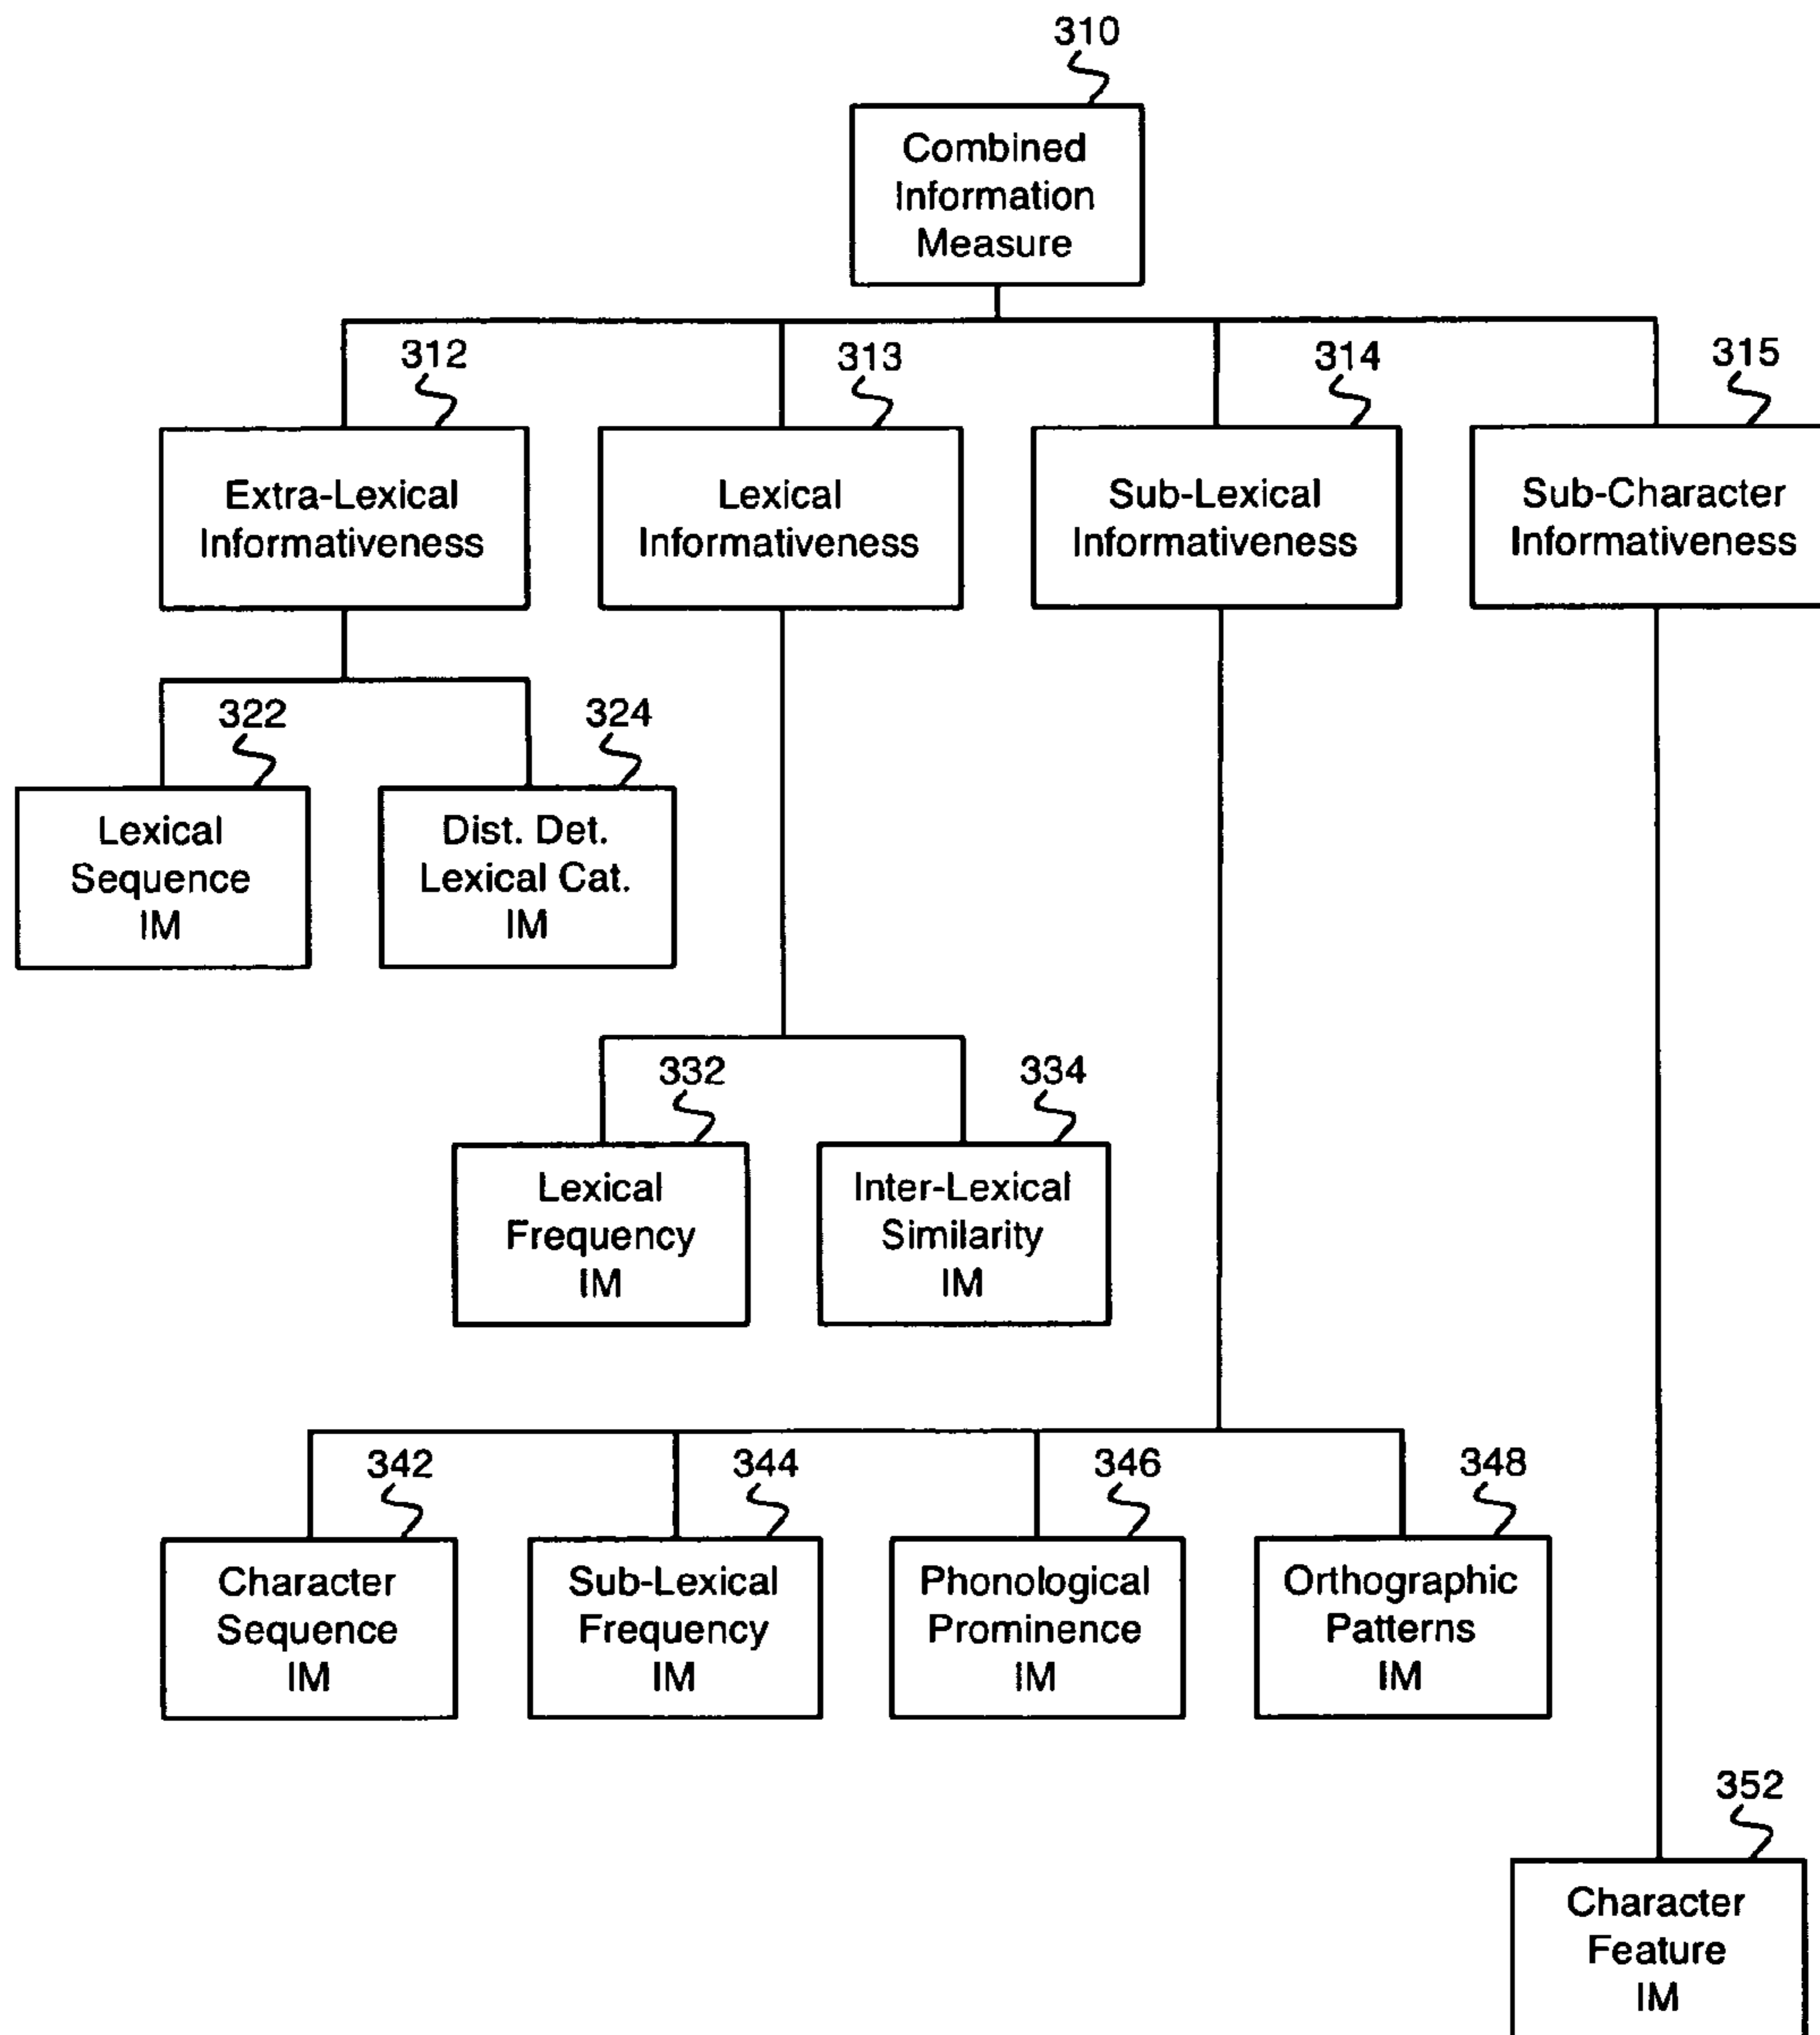 310
Combined
Information
Measure
312
313
314
315
Extra-Lexical
Informativeness
Lexical
Informativeness
Sub-Lexical
Informativeness
Sub-Character
Informativeness
322
324
Lexical
Sequence
IM
Dist. Det.
Lexical Cat.
IM
332
334
Lexical
Frequency
IM
Inter-Lexical
Similarity
IM
342
344
346
348
Character
Sequence
IM
Sub-Lexical
Frequency
IM
Phonological
Prominence
IM
Orthographic
Patterns
IM
352
Character
Feature
IM